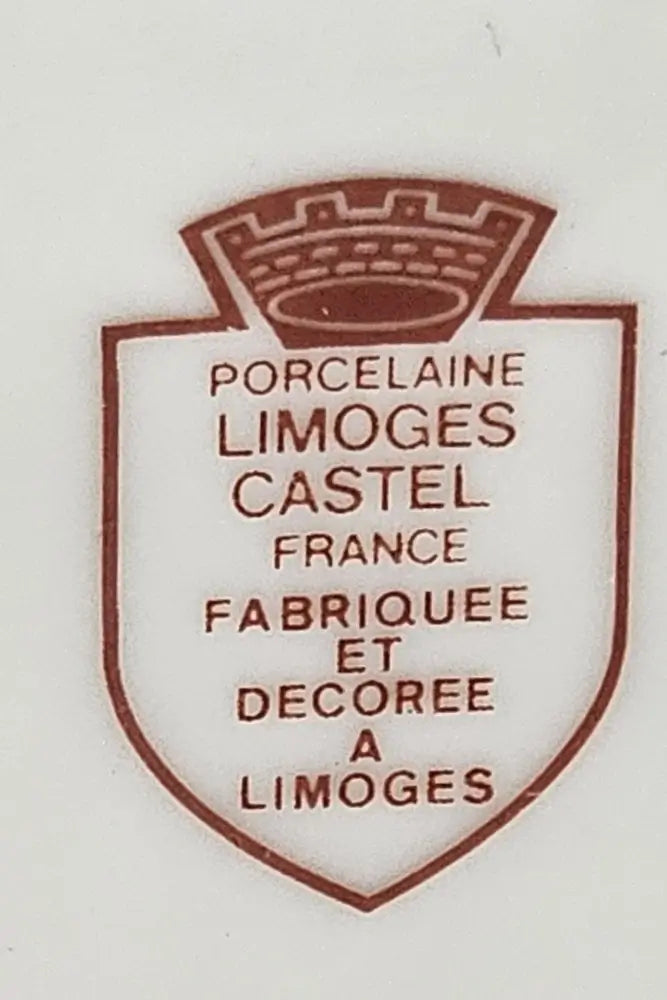 PORCELAINE
LIMOGES
CASTEL
FRANCE
FABRIQUEE
ET
DECOREE
A
LIMOGES